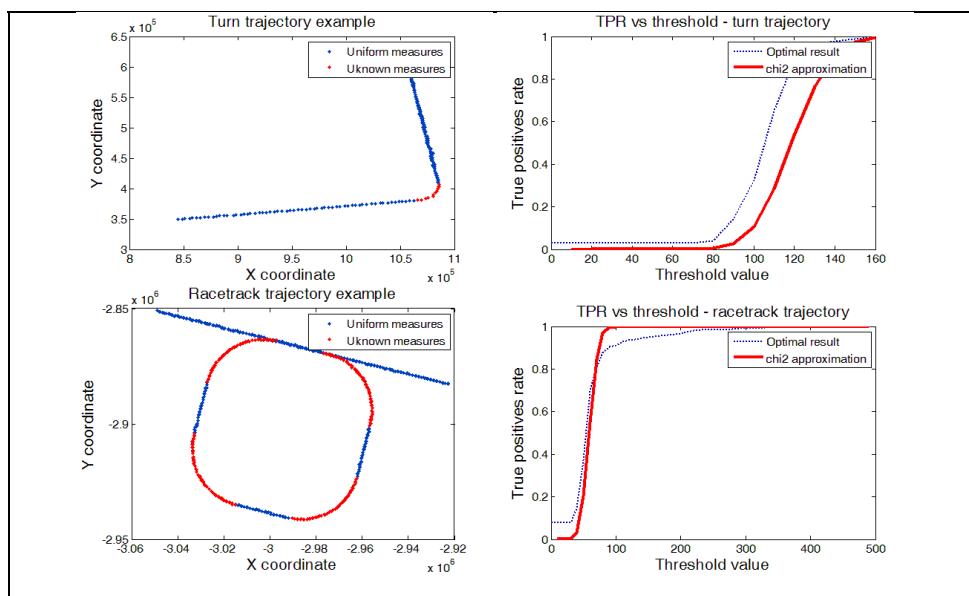 Turn trajectory example
x 10^5
6.5
6
5.5
5
4.5
4
3.5
3
Y coordinate
Uniform measures
Uknown measures
8
8.5
9
9.5
10
10.5
11
X coordinate
x 10^5
TPR vs threshold - turn trajectory
1
0.8
0.6
0.4
0.2
0
True positives rate
Optimal result
chi2 approximation
0
20
40
60
80
100
120
140
160
Threshold value
Racetrack trajectory example
x 10^6
-2.85
-2.9
-2.95
Y coordinate
Uniform measures
Uknown measures
-3.06
-3.04
-3.02
-3
-2.98
-2.96
-2.94
-2.92
X coordinate
x 10^6
TPR vs threshold - racetrack trajectory
1
0.8
0.6
0.4
0.2
0
True positives rate
Optimal result
chi2 approximation
0
100
200
300
400
500
Threshold value